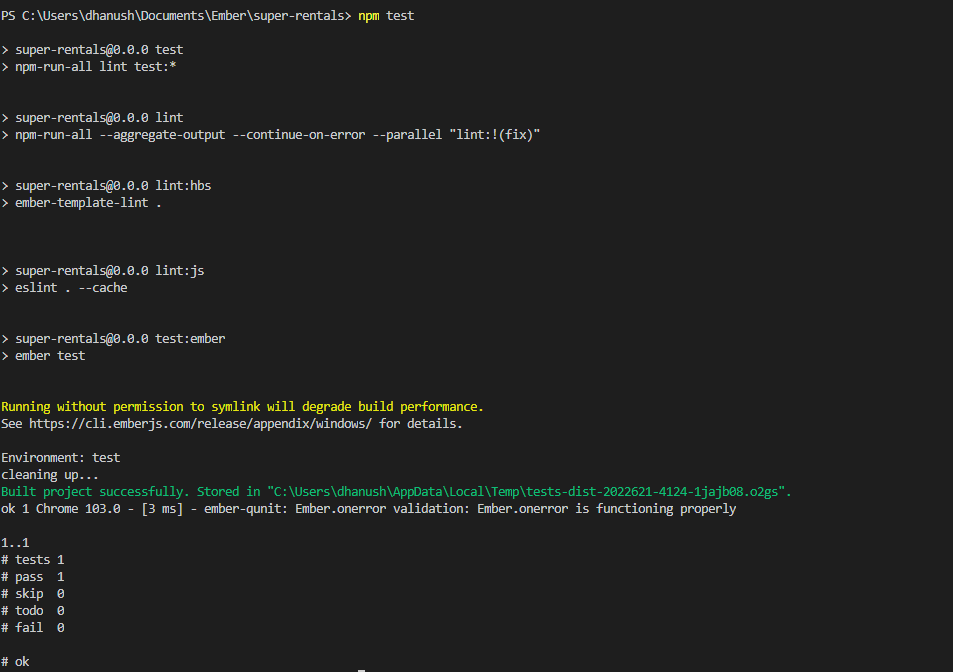 PS C:\Users\dhanush\Documents\Ember\super-rentals> npm test
> super-rentals@0.0.0 test
> npm-run-all lint test:*
> super-rentals@0.0.0 lint
> npm-run-all --aggregate-output --continue-on-error --parallel "lint:!(fix)"
> super-rentals@0.0.0 lint:hbs
> ember-template-lint .
> super-rentals@0.0.0 lint:js
> eslint . --cache
> super-rentals@0.0.0 test:ember
> ember test
Running without permission to symlink will degrade build performance.
See https://cli.emberjs.com/release/appendix/windows/ for details.
Environment: test
cleaning up...
Built project successfully. Stored in "C:\Users\dhanush\AppData\Local\Temp\tests-dist-2022621-4124-1jajb08.o2gs".
ok 1 Chrome 103.0 - [3 ms] - ember-qunit: Ember.onerror validation: Ember.onerror is functioning properly
1..1
# tests 1
# pass  1
# skip  0
# todo  0
# fail  0
# ok